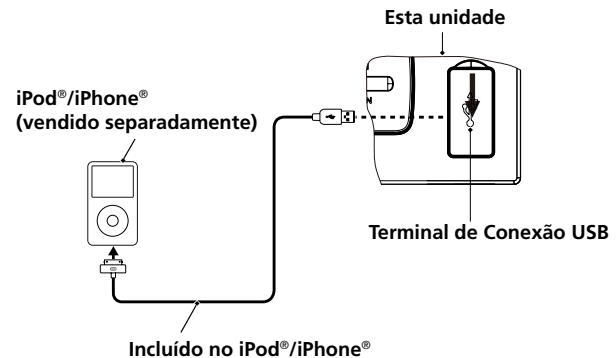 Esta unidade
iPod®/iPhone®
(vendido separadamente)
Terminal de Conexão USB
Incluído no iPod®/iPhone®